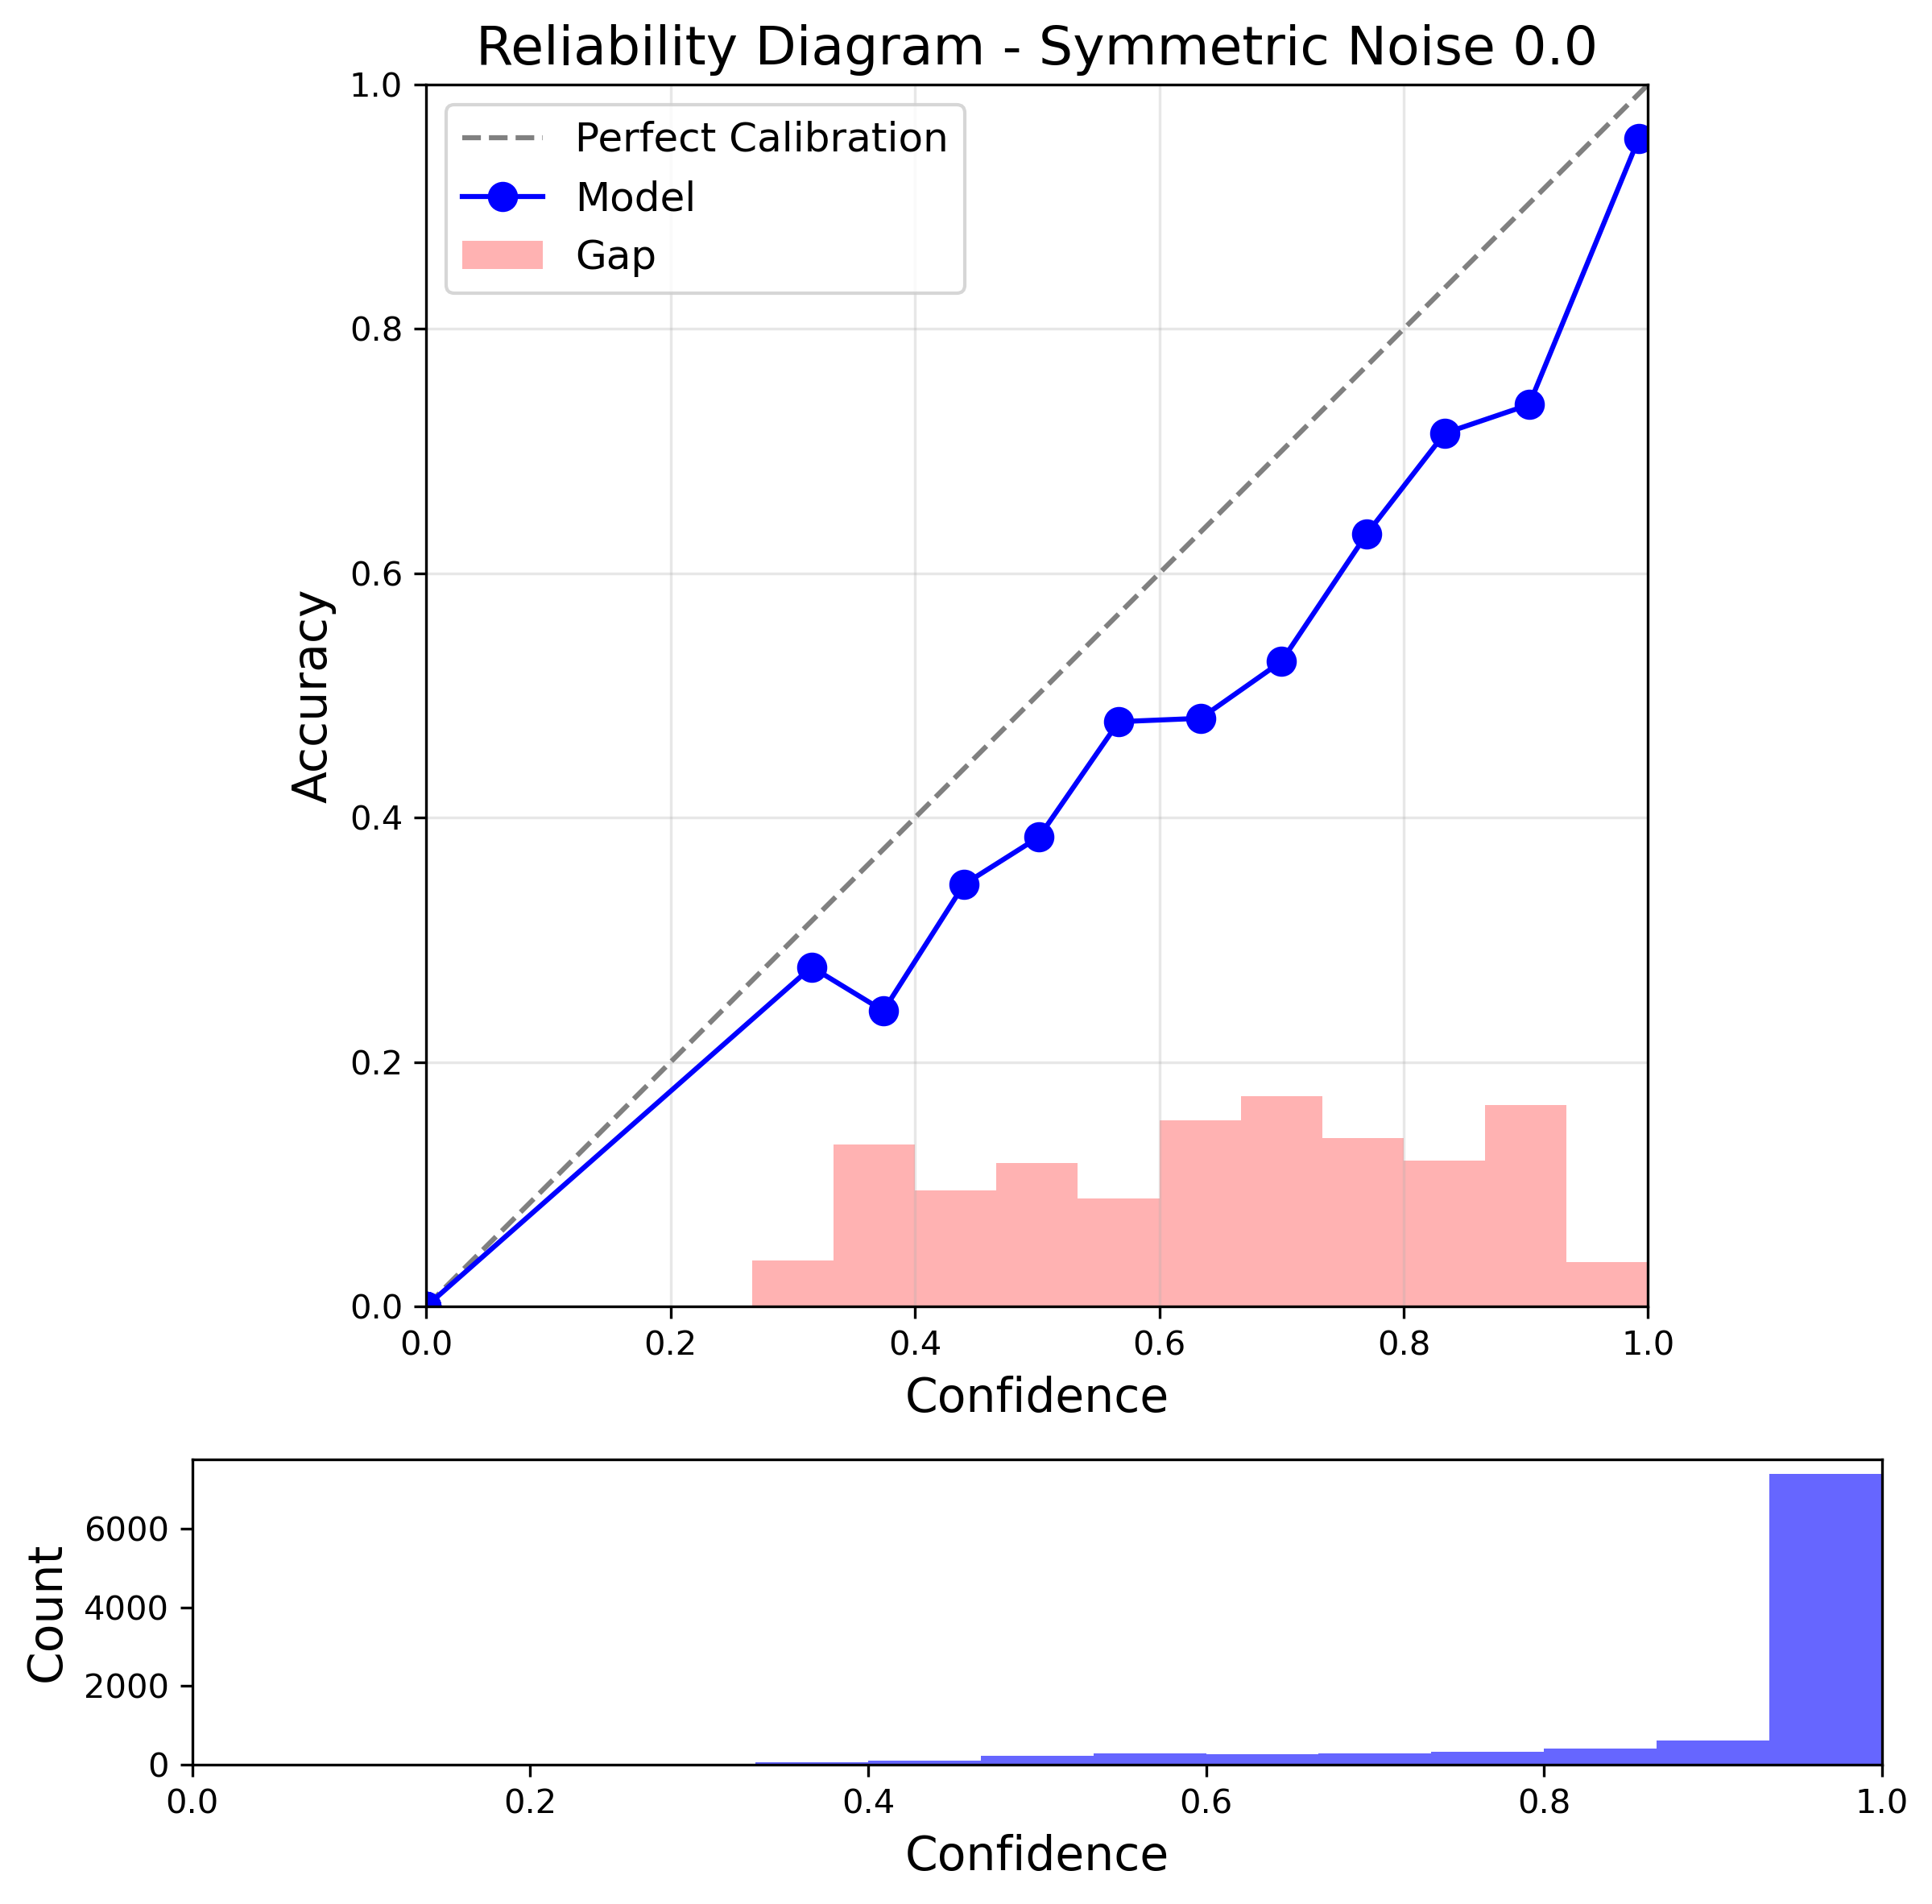 Reliability Diagram - Symmetric Noise 0.0
Perfect Calibration
Model
Gap
1.0
0.8
0.6
0.4
0.2
0.0
Accuracy
0.0 0.2 0.4 0.6 0.8 1.0
Confidence
6000
4000
2000
0
Count
0.0 0.2 0.4 0.6 0.8 1.0
Confidence